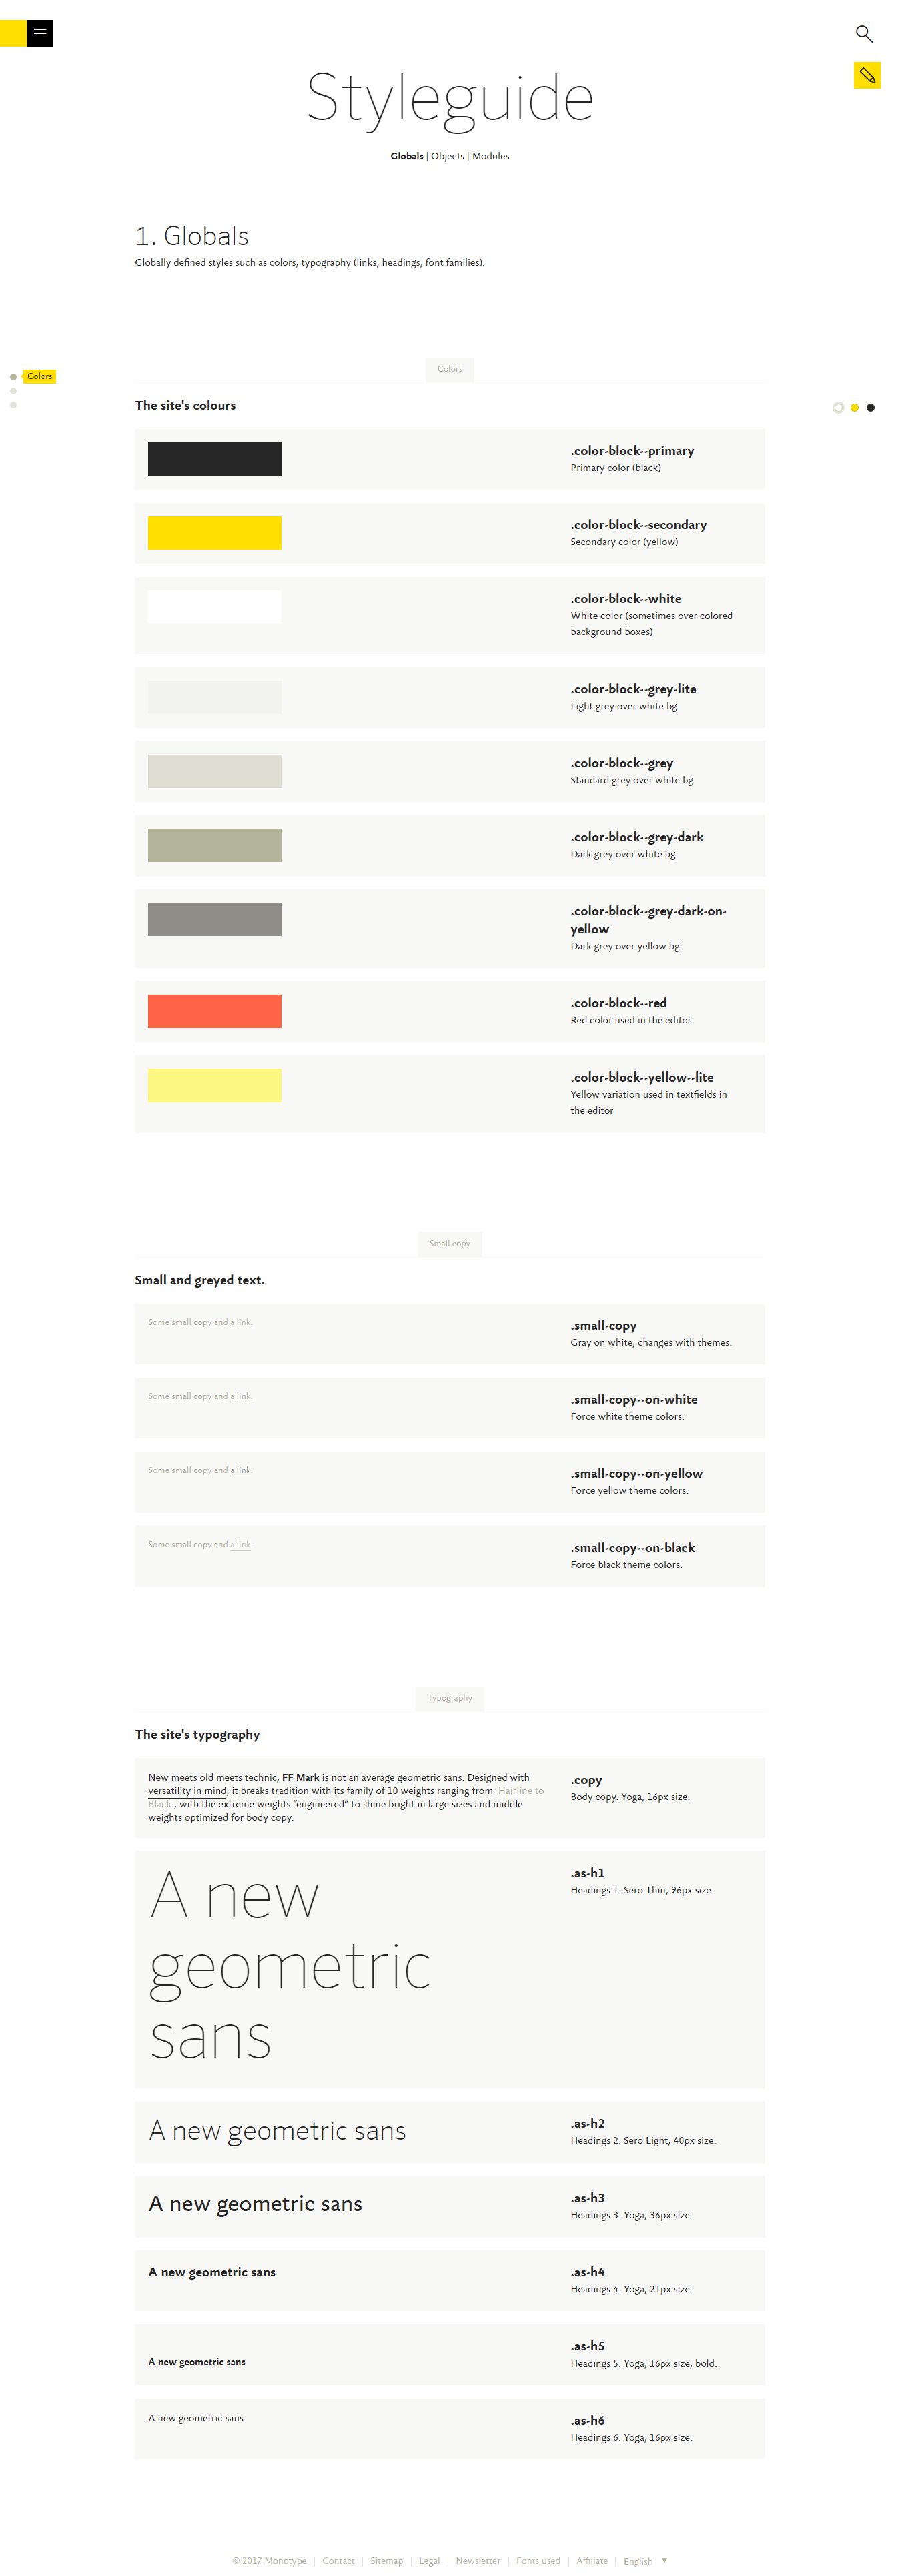 Styleguide
Globals | Objects | Modules
1. Globals
Globally defined styles such as colors, typography (links, headings, font families).
Colors
Colors
The site's colours
.color-block--primary
Primary color (black)
.color-block--secondary
Secondary color (yellow)
.color-block--white
White color (sometimes over colored
background boxes)
.color-block--grey-lite
Light grey over white bg
.color-block--grey
Standard grey over white bg
.color-block--grey-dark
Dark grey over white bg
.color-block--grey-dark-on-
yellow
Dark grey over yellow bg
.color-block--red
Red color used in the editor
.color-block--yellow--lite
Yellow variation used in textfields in
the editor
Small copy
Small and greyed text.
Some small copy and a link.
.small-copy
Gray on white, changes with themes.
Some small copy and a link.
.small-copy--on-white
Force white theme colors.
Some small copy and a link.
.small-copy--on-yellow
Force yellow theme colors.
Some small copy and a link.
.small-copy--on-black
Force black theme colors.
Typography
The site's typography
New meets old meets technic, FF Mark is not an average geometric sans. Designed with
versatility in mind, it breaks tradition with its family of 10 weights ranging from Hairline to
Black , with the extreme weights “engineered” to shine bright in large sizes and middle
weights optimized for body copy.
.copy
Body copy. Yoga, 16px size.
A new
geometric
sans
.as-h1
Headings 1. Sero Thin, 96px size.
A new geometric sans
.as-h2
Headings 2. Sero Light, 40px size.
A new geometric sans
.as-h3
Headings 3. Yoga, 36px size.
A new geometric sans
.as-h4
Headings 4. Yoga, 21px size.
A new geometric sans
.as-h5
Headings 5. Yoga, 16px size, bold.
A new geometric sans
.as-h6
Headings 6. Yoga, 16px size.
© 2017 Monotype | Contact | Sitemap | Legal | Newsletter | Fonts used | Affiliate | English ▼